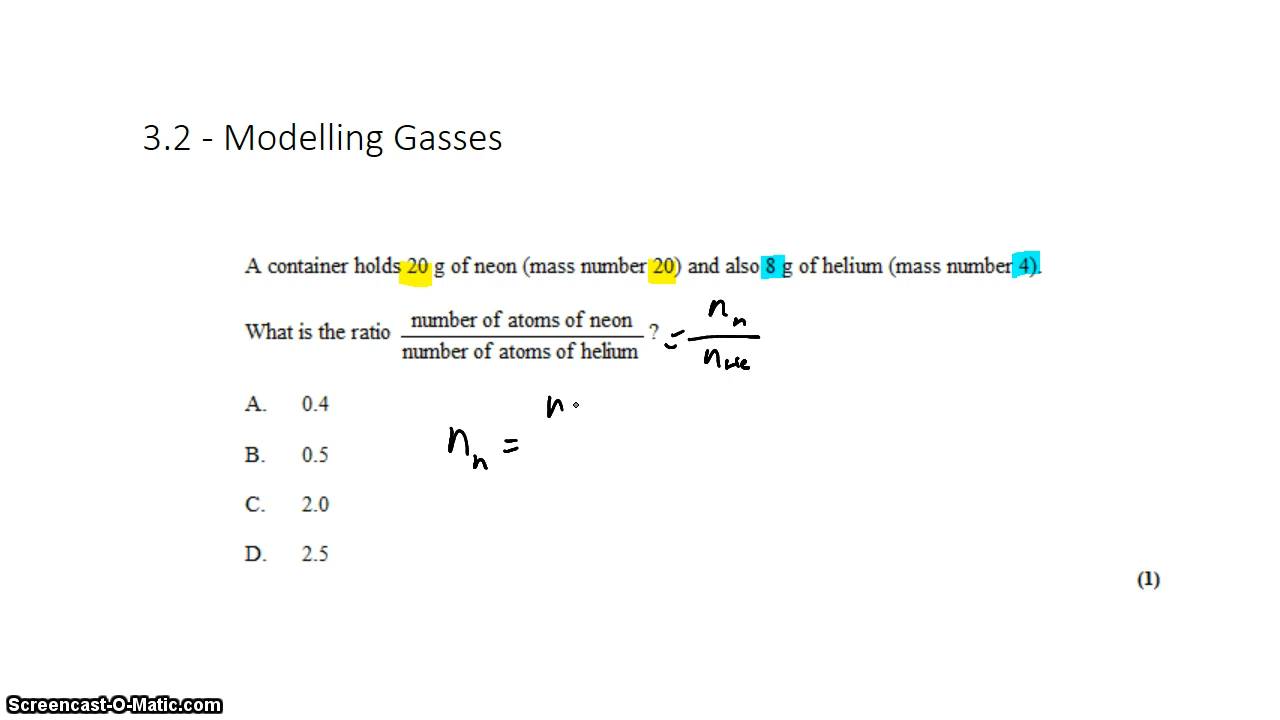 3.2 - Modelling Gasses
A container holds 20 g of neon (mass number 20) and also 8 g of helium (mass number 4).
What is the ratio number of atoms of neon / number of atoms of helium ? = n_n / n_He
A. 0.4
n
n_n =
B. 0.5
C. 2.0
D. 2.5
(1)
Screencast-O-Matic.com